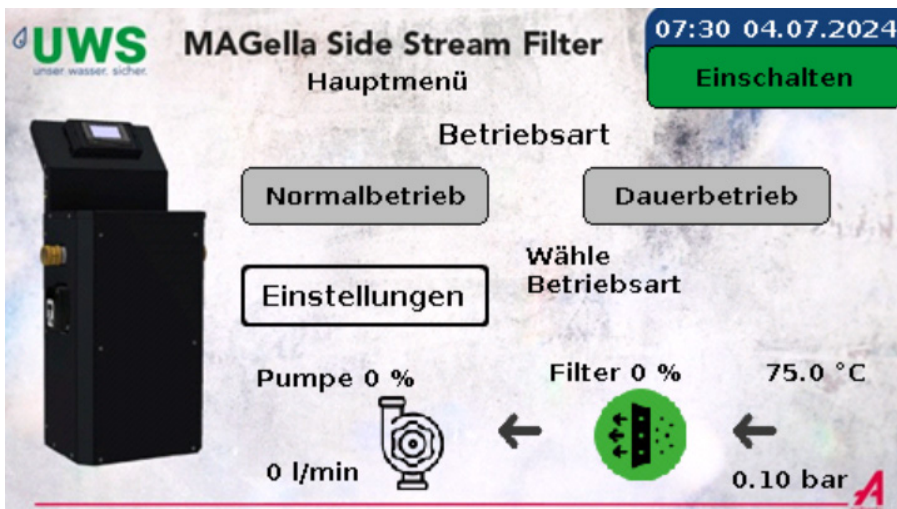 UWS
unser. wasser. sicher.
MAGella Side Stream Filter
Hauptmenü
07:30 04.07.2024
Einschalten
Betriebsart
Normalbetrieb
Dauerbetrieb
Einstellungen
Wähle
Betriebsart
Pumpe 0 %
Filter 0 %
75.0 °C
0 l/min
0.10 bar